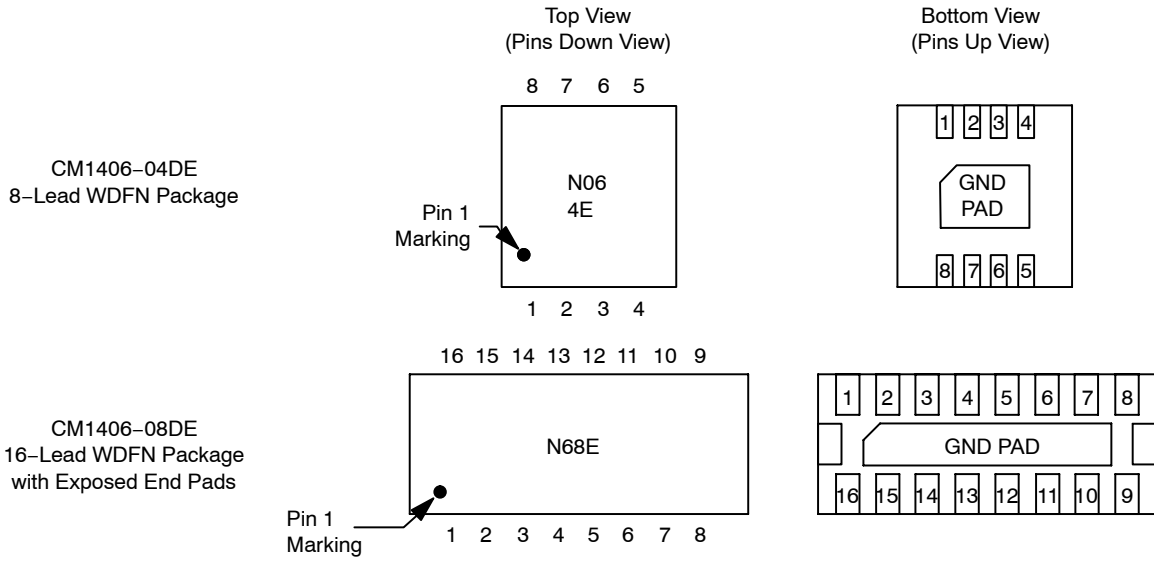 Top View
(Pins Down View)
Bottom View
(Pins Up View)
CM1406–04DE
8–Lead WDFN Package
8 7 6 5
N06
4E
Pin 1
Marking
1 2 3 4
1 2 3 4
GND
PAD
8 7 6 5
CM1406–08DE
16–Lead WDFN Package
with Exposed End Pads
16 15 14 13 12 11 10 9
N68E
Pin 1
Marking
1 2 3 4 5 6 7 8
1 2 3 4 5 6 7 8
GND PAD
16 15 14 13 12 11 10 9